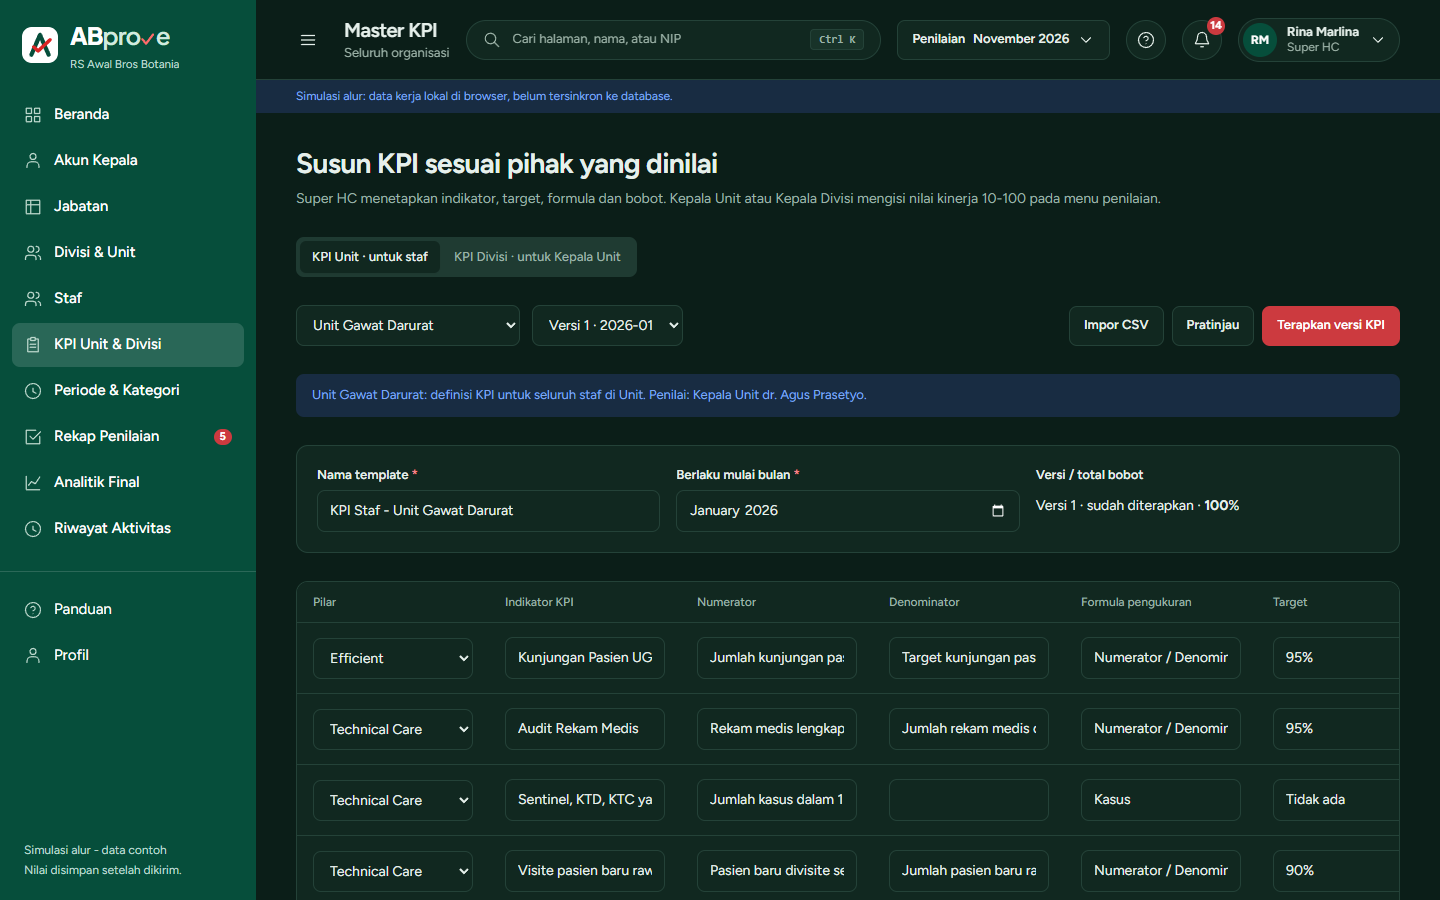 ABprove
RS Awal Bros Botania
Beranda
Akun Kepala
Jabatan
Divisi & Unit
Staf
KPI Unit & Divisi
Periode & Kategori
Rekap Penilaian 5
Analitik Final
Riwayat Aktivitas
Panduan
Profil
Simulasi alur - data contoh
Nilai disimpan setelah dikirim.
Master KPI
Seluruh organisasi
Cari halaman, nama, atau NIP Ctrl K
Penilaian November 2026
14
RM
Rina Marlina
Super HC
Simulasi alur: data kerja lokal di browser, belum tersinkron ke database.
Susun KPI sesuai pihak yang dinilai
Super HC menetapkan indikator, target, formula dan bobot. Kepala Unit atau Kepala Divisi mengisi nilai kinerja 10-100 pada menu penilaian.
KPI Unit · untuk staf KPI Divisi · untuk Kepala Unit
Unit Gawat Darurat Versi 1 · 2026-01 Impor CSV Pratinjau Terapkan versi KPI
Unit Gawat Darurat: definisi KPI untuk seluruh staf di Unit. Penilai: Kepala Unit dr. Agus Prasetyo.
Nama template * Berlaku mulai bulan * Versi / total bobot
KPI Staf - Unit Gawat Darurat January 2026 Versi 1 · sudah diterapkan · 100%
Pilar Indikator KPI Numerator Denominator Formula pengukuran Target
Efficient Kunjungan Pasien UG Jumlah kunjungan pas Target kunjungan pas Numerator / Denomin 95%
Technical Care Audit Rekam Medis Rekam medis lengkap Jumlah rekam medis d Numerator / Denomin 95%
Technical Care Sentinel, KTD, KTC ya Jumlah kasus dalam 1 Kasus Tidak ada
Technical Care Visite pasien baru raw Pasien baru divisite se Jumlah pasien baru ra Numerator / Denomin 90%